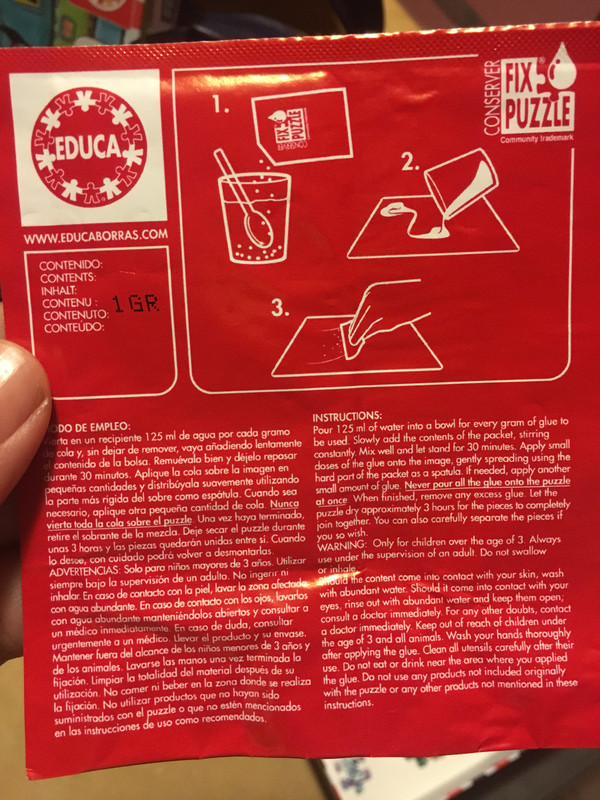 EDUCA
WWW.EDUCABORRAS.COM
CONTENIDO:
CONTENTS:
INHALT:
CONTENU :
CONTENUTO:
CONTEÚDO:
1GR
1.
FIX
PUZZLE
CONSERVER
2.
3.
CONSERVER
FIX
PUZZLE
Community trademark
ODO DE EMPLEO:
en un recipiente 125 ml de agua por cada gramo
cola y, sin dejar de remover, vaya añadiendo lentamente
el contenido de la bolsa. Remuévala bien y déjelo reposar
durante 30 minutos. Aplique la cola sobre la imagen en
pequeñas cantidades y distribúyala suavemente utilizando
la parte más rígida del sobre como espátula. Cuando sea
necesario, aplique otra pequeña cantidad de cola. Nunca
vierta toda la cola sobre el puzzle. Una vez haya terminado,
retire el sobrante de la mezcla. Deje secar el puzzle durante
unas 3 horas y las piezas quedarán unidas entre sí. Cuando
lo desee, con cuidado podrá volver a desmontarlas.
ADVERTENCIAS. Solo para niños mayores de 3 años. Utilizar
siempre bajo la supervisión de un adulto. No ingerir ni
inhalar. En caso de contacto con la piel, lavar la zona afectada
con agua abundante. En caso de contacto con los ojos, lavarlos
con agua abundante manteniéndolos abiertos y consultar a
un médico inmediatamente. En caso de duda, consultar
urgentemente a un médico. Llevar el producto y su envase.
Mantener fuera del alcance de los niños menores de 3 años y
de los animales. Lavarse las manos una vez terminada la
fijación. Limpiar la totalidad del material después de su
utilización. No comer ni beber en la zona donde se realiza
la fijación. No utilizar productos que no hayan sido
suministrados con el puzzle o que no estén mencionados
en las instrucciones de uso como recomendados.
INSTRUCTIONS:
Pour 125 ml of water into a bowl for every gram of glue to
be used. Slowly add the contents of the packet, stirring
constantly. Mix well and let stand for 30 minutes. Apply small
doses of the glue onto the image, gently spreading using the
hard part of the packet as a spatula. If needed, apply another
small amount of glue. Never pour all the glue onto the puzzle
at once. When finished, remove any excess glue. Let the
puzzle dry approximately 3 hours for the pieces to completely
join together. You can also carefully separate the pieces if
you so wish.
WARNING: Only for children over the age of 3. Always
use under the supervision of an adult. Do not swallow
or inhale.
Should the content come into contact with your skin, wash
with abundant water. Should it come into contact with your
eyes, rinse out with abundant water and keep them open;
consult a doctor immediately. For any other doubts, contact
a doctor immediately. Keep out of reach of children under
the age of 3 and all animals. Wash your hands thoroughly
after applying the glue. Clean all utensils carefully after their
use. Do not eat or drink near the area where you applied
the glue. Do not use any products not included originally
with the puzzle or any other products not mentioned in these
instructions.